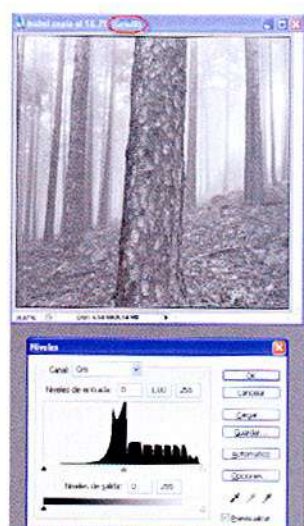 Niveles
Canal: Gris
OK
Niveles de entrada: 0 1,00 255
Cancelar
Cargar
Guardar...
Automático
Opciones...
Niveles de salida: 0 255
Previsualizar